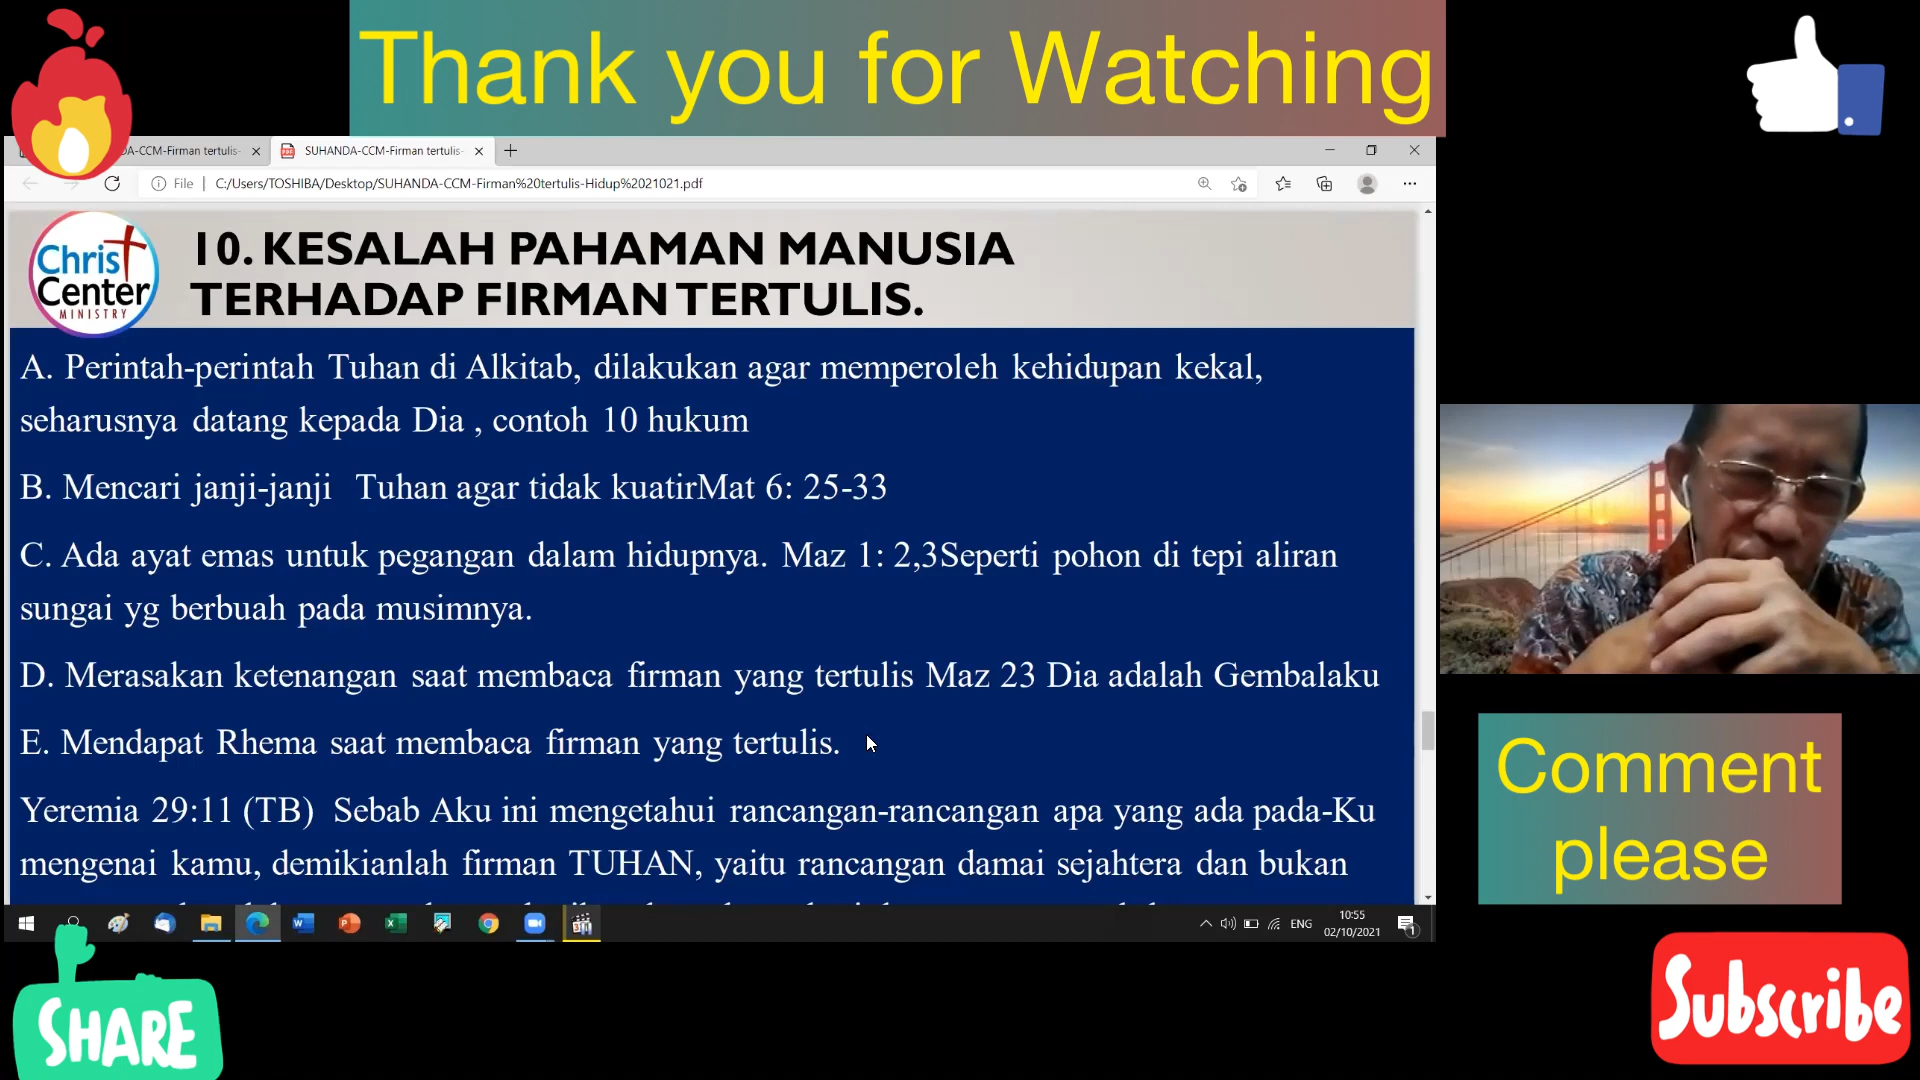 Thank you for Watching
DA-CCM-Firman tertulis-
SUHANDA-CCM-Firman tertulis-
File
C:/Users/TOSHIBA/Desktop/SUHANDA-CCM-Firman%20tertulis-Hidup%2021021.pdf
Christ
Center
MINISTRY
10. KESALAH PAHAMAN MANUSIA
TERHADAP FIRMAN TERTULIS.
A. Perintah-perintah Tuhan di Alkitab, dilakukan agar memperoleh kehidupan kekal,
seharusnya datang kepada Dia , contoh 10 hukum
B. Mencari janji-janji Tuhan agar tidak kuatirMat 6: 25-33
C. Ada ayat emas untuk pegangan dalam hidupnya. Maz 1: 2,3Seperti pohon di tepi aliran
sungai yg berbuah pada musimnya.
D. Merasakan ketenangan saat membaca firman yang tertulis Maz 23 Dia adalah Gembalaku
E. Mendapat Rhema saat membaca firman yang tertulis.
Yeremia 29:11 (TB) Sebab Aku ini mengetahui rancangan-rancangan apa yang ada pada-Ku
mengenai kamu, demikianlah firman TUHAN, yaitu rancangan damai sejahtera dan bukan
ENG
10:55
02/10/2021
1
Comment
please
SHARE
Subscribe